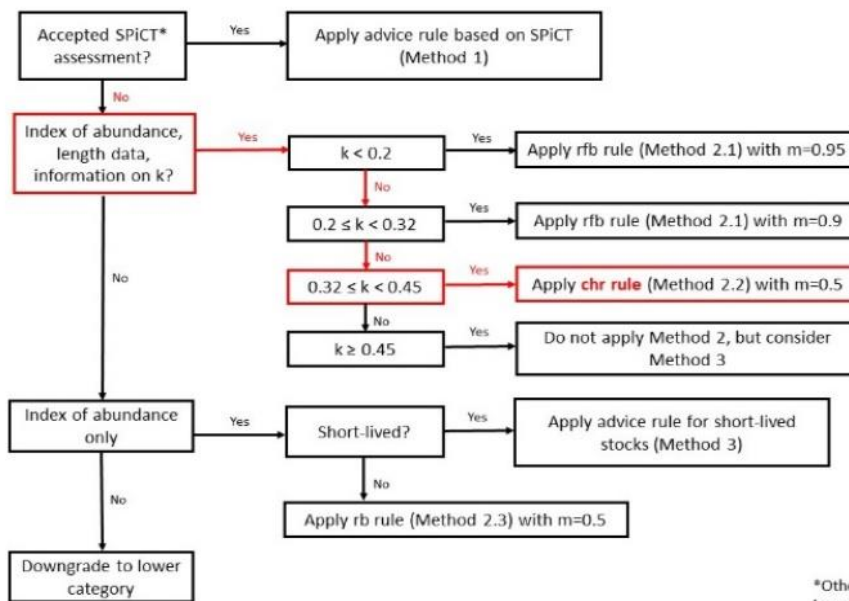 Accepted SPiCT*
assessment?
Yes
Apply advice rule based on SPiCT
(Method 1)
No
Index of abundance,
length data,
information on k?
Yes
k < 0.2
Yes
Apply rfb rule (Method 2.1) with m=0.95
No
0.2 ≤ k < 0.32
Yes
Apply rfb rule (Method 2.1) with m=0.9
No
0.32 ≤ k < 0.45
Yes
Apply chr rule (Method 2.2) with m=0.5
No
No
k ≥ 0.45
Yes
Do not apply Method 2, but consider
Method 3
Index of abundance
only
Yes
Short-lived?
Yes
Apply advice rule for short-lived
stocks (Method 3)
No
No
Apply rb rule (Method 2.3) with m=0.5
Downgrade to lower
category